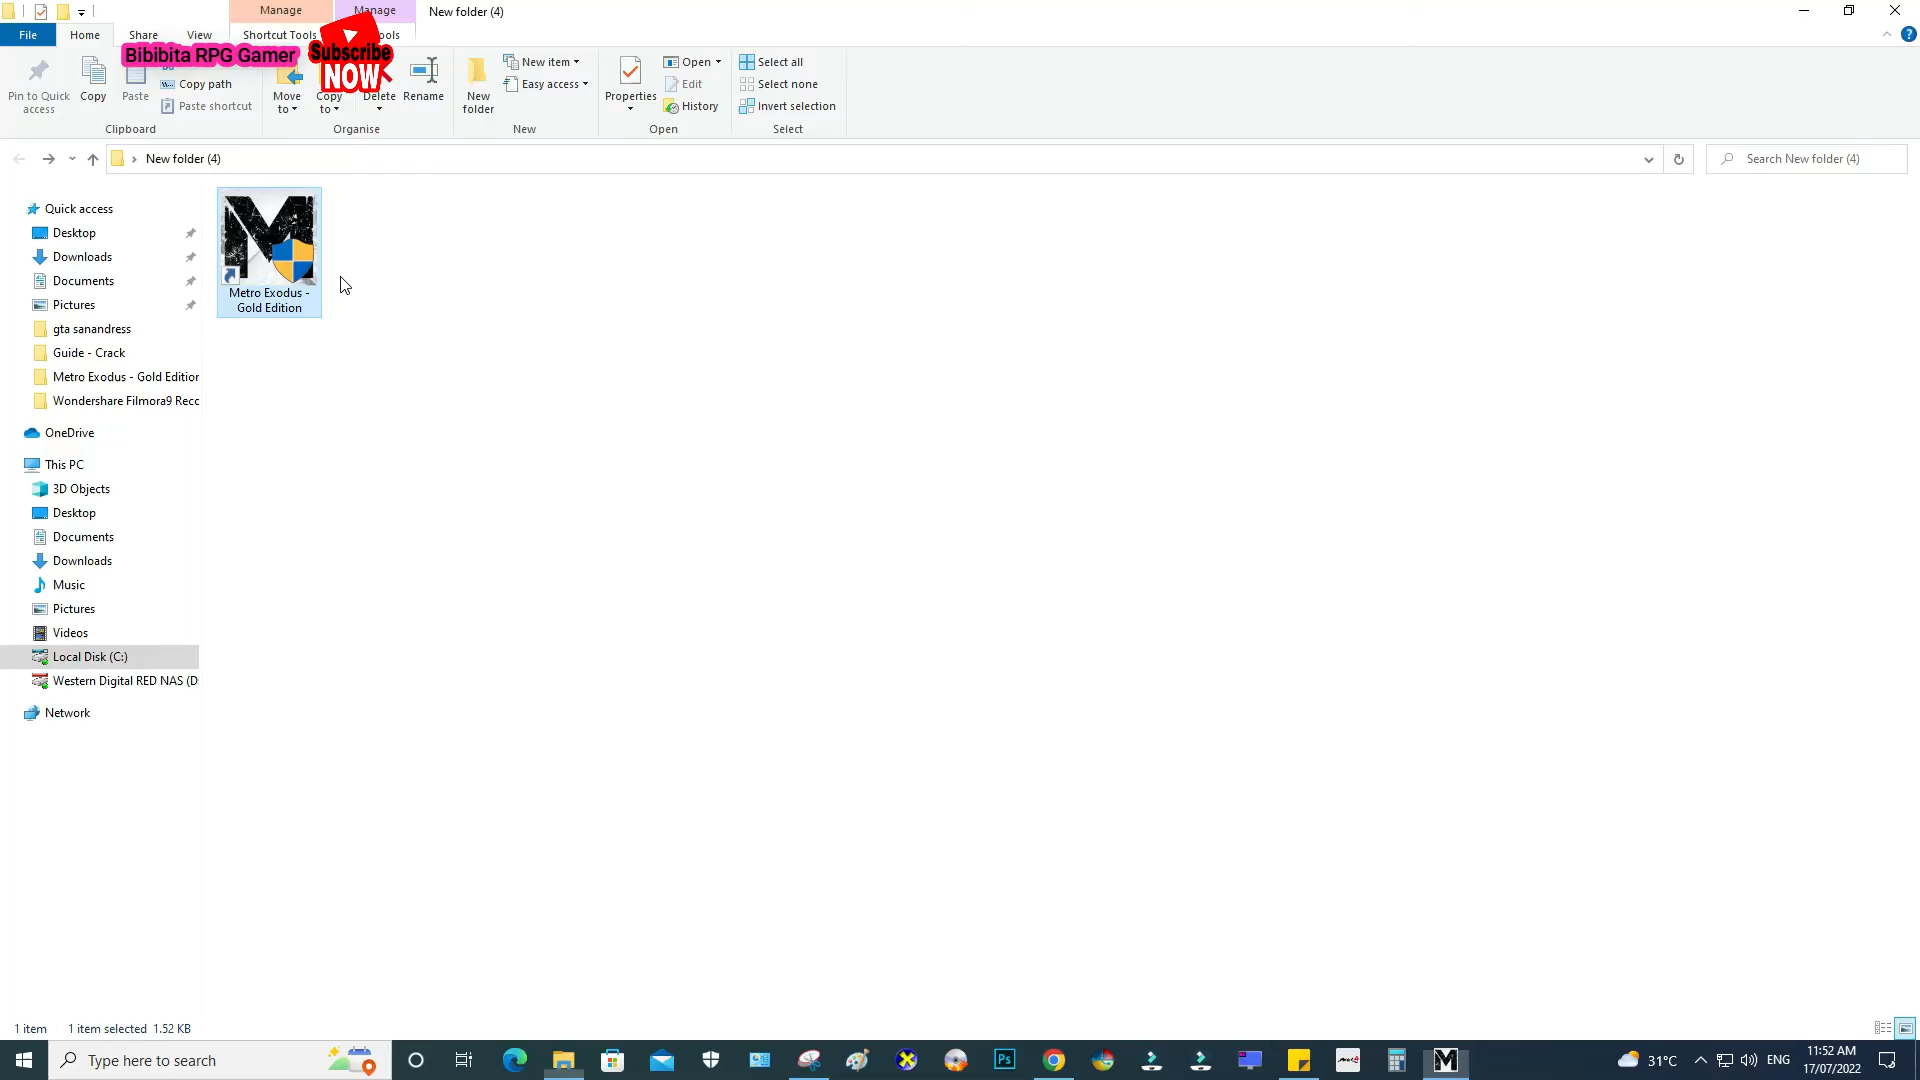 Manage
Manage
New folder (4)
File
Home
Share
View
Shortcut Tools
ools
Bibibita RPG Gamer
Subscribe
NOW
Pin to Quick
access
Copy
Paste
Copy path
Paste shortcut
Clipboard
Move
to
Copy
to
Delete
Rename
Organise
New
folder
New item
Easy access
New
Properties
Open
Edit
History
Open
Select all
Select none
Invert selection
Select
New folder (4)
Search New folder (4)
Quick access
Desktop
Downloads
Documents
Pictures
gta sanandress
Guide - Crack
Metro Exodus - Gold Edition
Wondershare Filmora9 Recc
OneDrive
This PC
3D Objects
Desktop
Documents
Downloads
Music
Pictures
Videos
Local Disk (C:)
Western Digital RED NAS (D:
Network
Metro Exodus -
Gold Edition
1 item
1 item selected 1.52 KB
Type here to search
Ps
31°C
ENG
11:52 AM
17/07/2022